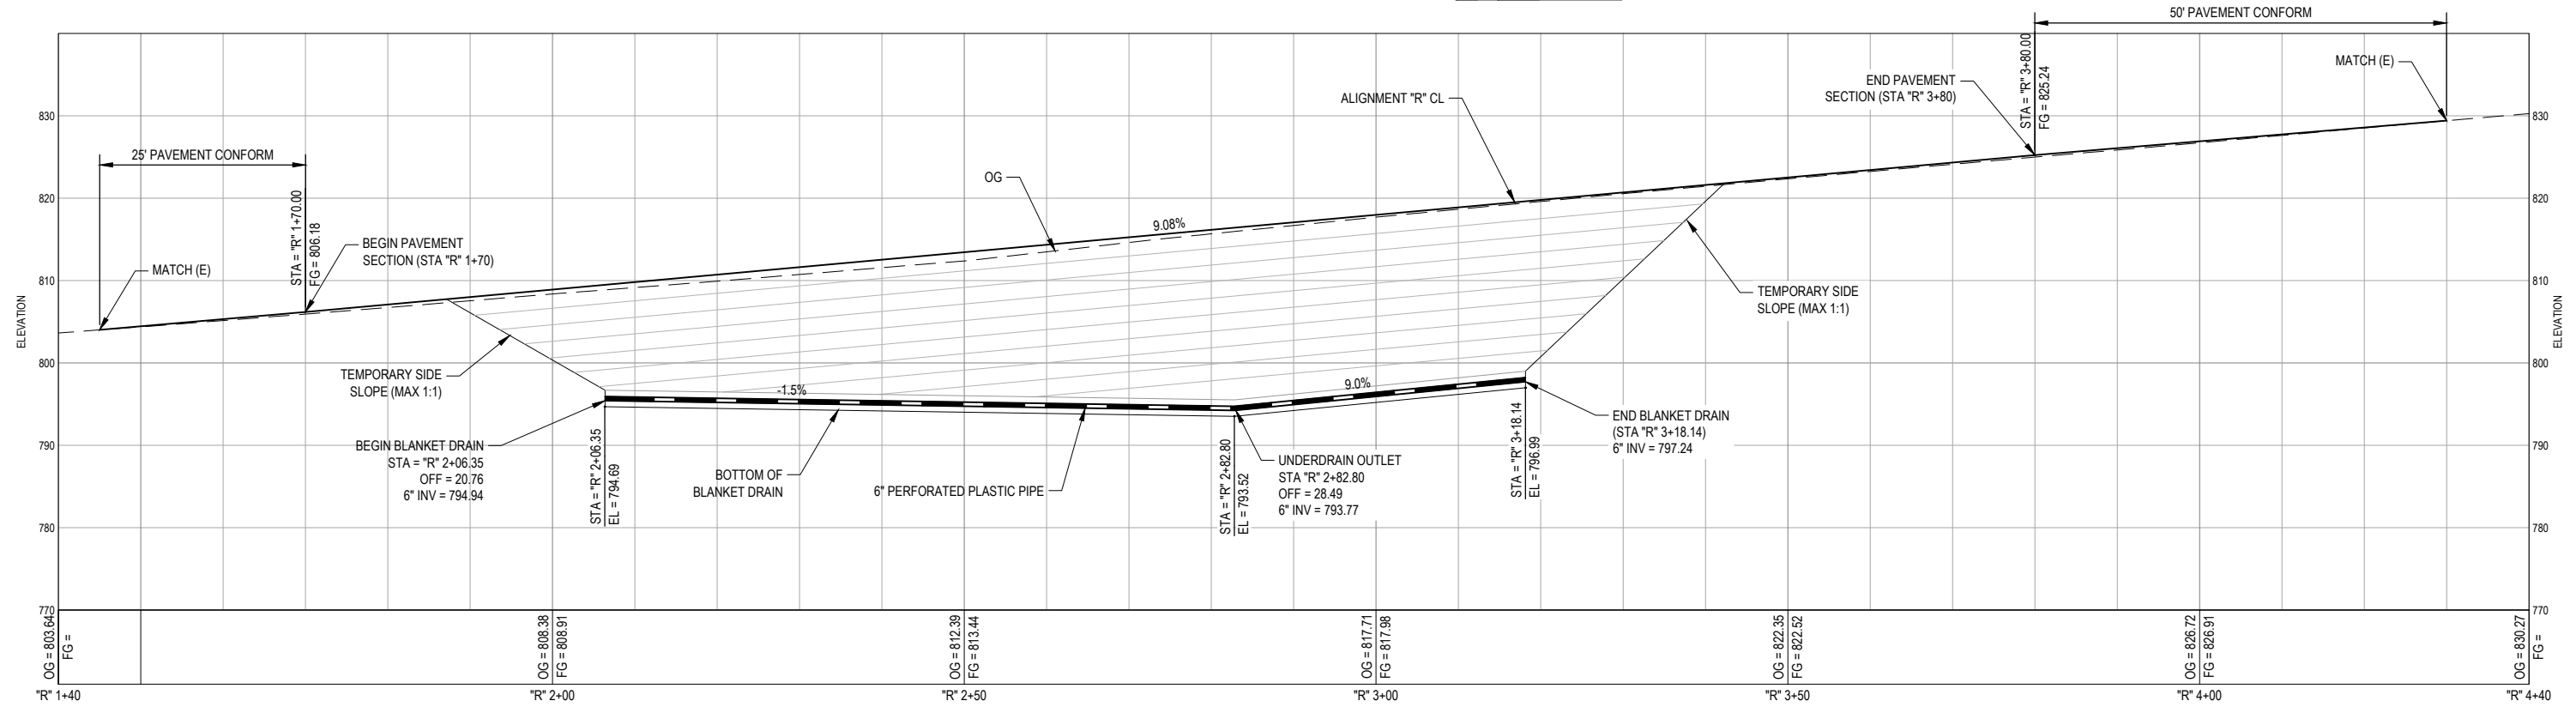 50' PAVEMENT CONFORM
STA = "R" 3+80.00
FG = 825.24
MATCH (E)
END PAVEMENT
SECTION (STA "R" 3+80)
ALIGNMENT "R" CL
830
830
25' PAVEMENT CONFORM
OG
STA = "R" 1+70.00
FG = 806.18
820
820
9.08%
BEGIN PAVEMENT
SECTION (STA "R" 1+70)
MATCH (E)
810
810
TEMPORARY SIDE
SLOPE (MAX 1:1)
ELEVATION
ELEVATION
800
800
TEMPORARY SIDE
SLOPE (MAX 1:1)
-1.5%
9.0%
790
790
BEGIN BLANKET DRAIN
STA = "R" 2+06.35
OFF = 20.76
6" INV = 794.94
STA = "R" 2+06.35
EL = 794.69
BOTTOM OF
BLANKET DRAIN
6" PERFORATED PLASTIC PIPE
STA = "R" 2+82.80
EL = 793.52
UNDERDRAIN OUTLET
STA "R" 2+82.80
OFF = 28.49
6" INV = 793.77
STA = "R" 3+18.14
EL = 796.99
END BLANKET DRAIN
(STA "R" 3+18.14)
6" INV = 797.24
780
780
770
770
OG = 803.64
FG =
OG = 808.38
FG = 808.91
OG = 812.39
FG = 813.44
OG = 817.71
FG = 817.98
OG = 822.35
FG = 822.52
OG = 826.72
FG = 826.91
OG = 830.27
FG =
"R" 1+40
"R" 2+00
"R" 2+50
"R" 3+00
"R" 3+50
"R" 4+00
"R" 4+40